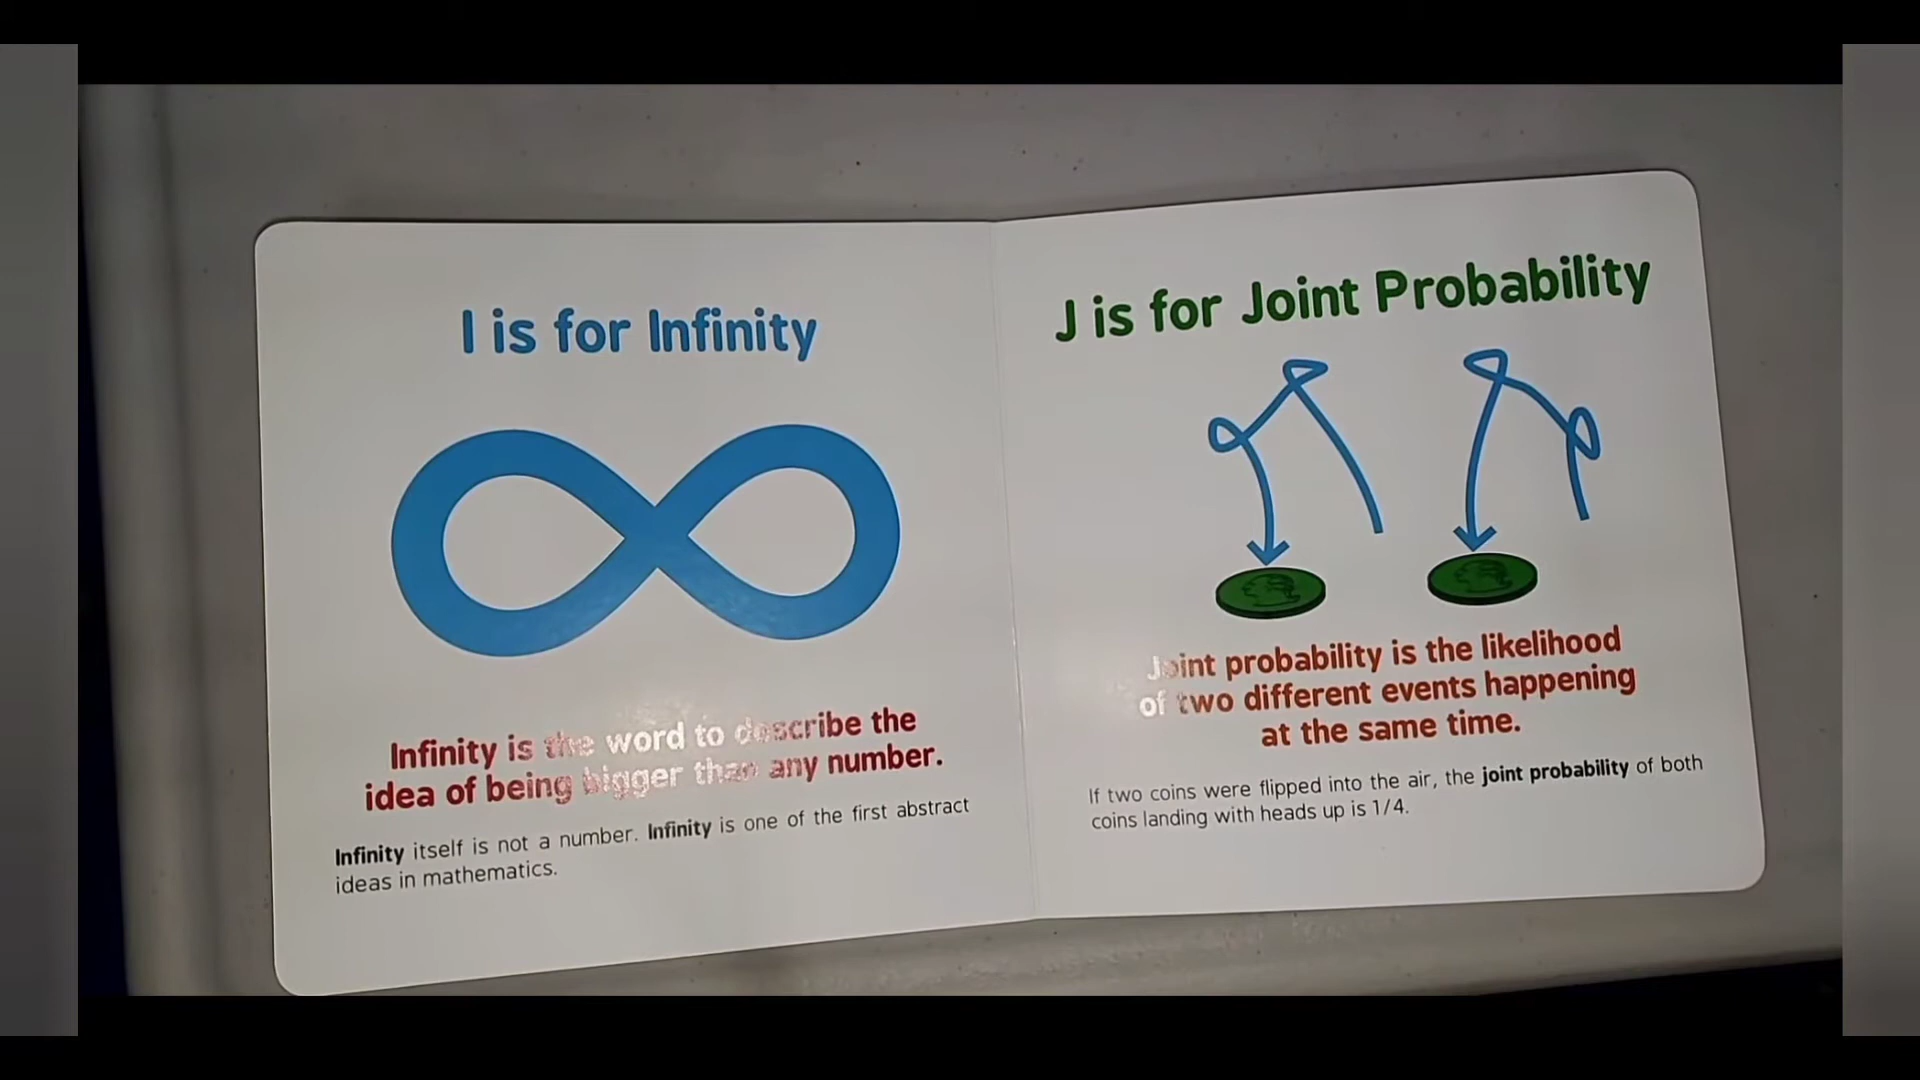 I is for Infinity
Infinity is the word to describe the
idea of being bigger than any number.
Infinity itself is not a number. Infinity is one of the first abstract
ideas in mathematics.
J is for Joint Probability
Joint probability is the likelihood
of two different events happening
at the same time.
If two coins were flipped into the air, the joint probability of both
coins landing with heads up is 1/4.